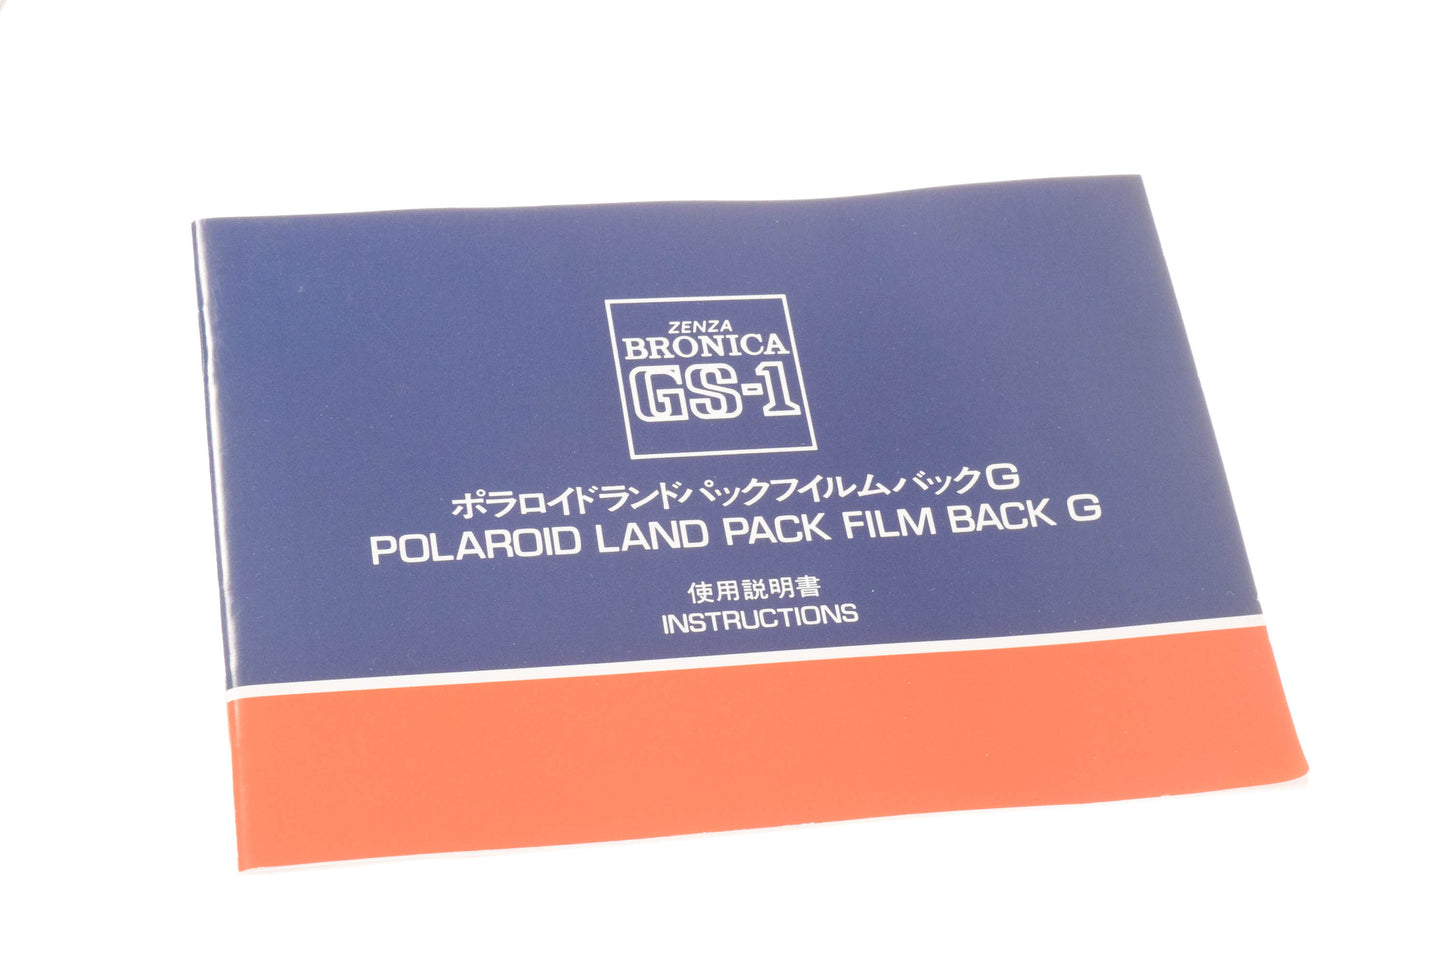 ZENZA
BRONICA
GS-1
ポラロイドランドパックフイルムバックG
POLAROID LAND PACK FILM BACK G
使用説明書
INSTRUCTIONS